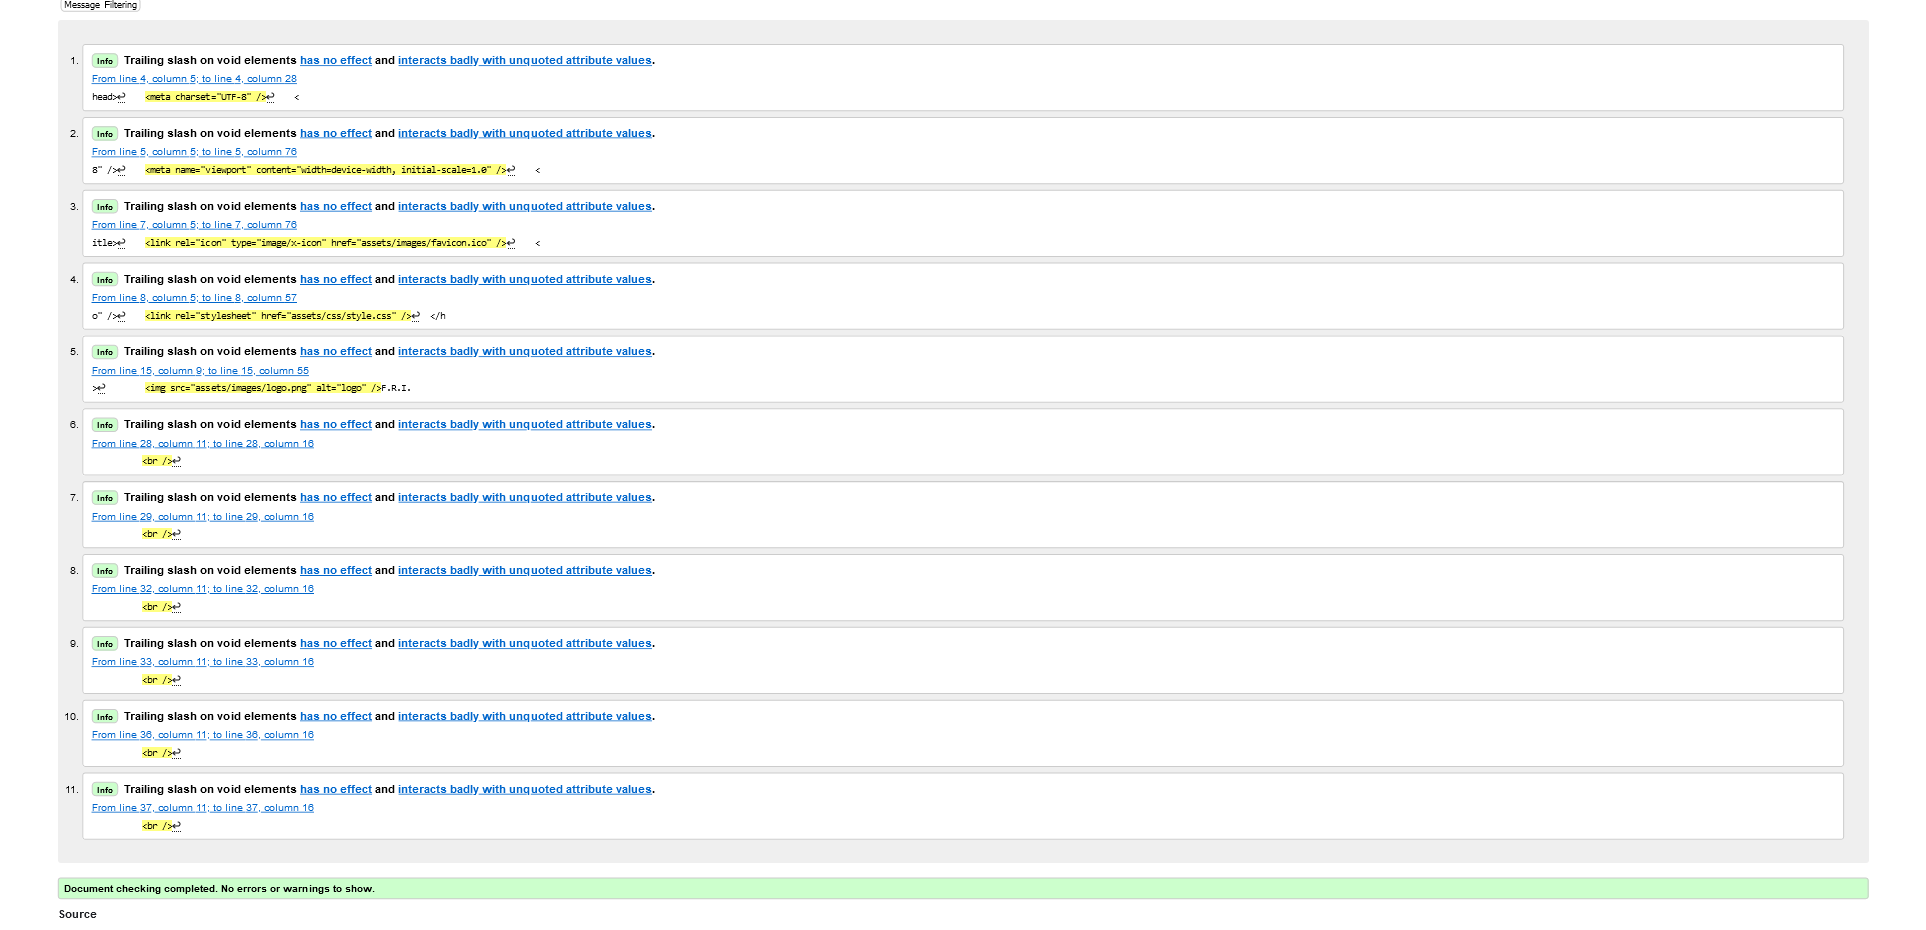 Message Filtering
1. Info Trailing slash on void elements has no effect and interacts badly with unquoted attribute values.
From line 4, column 5; to line 4, column 28
head>↩ <meta charset="UTF-8" />↩ <
2. Info Trailing slash on void elements has no effect and interacts badly with unquoted attribute values.
From line 5, column 5; to line 5, column 76
8" />↩ <meta name="viewport" content="width=device-width, initial-scale=1.0" />↩ <
3. Info Trailing slash on void elements has no effect and interacts badly with unquoted attribute values.
From line 7, column 5; to line 7, column 76
itle>↩ <link rel="icon" type="image/x-icon" href="assets/images/favicon.ico" />↩ <
4. Info Trailing slash on void elements has no effect and interacts badly with unquoted attribute values.
From line 8, column 5; to line 8, column 57
o" />↩ <link rel="stylesheet" href="assets/css/style.css" />↩ </h
5. Info Trailing slash on void elements has no effect and interacts badly with unquoted attribute values.
From line 15, column 9; to line 15, column 55
>↩ <img src="assets/images/logo.png" alt="logo" />F.R.I.
6. Info Trailing slash on void elements has no effect and interacts badly with unquoted attribute values.
From line 28, column 11; to line 28, column 16
<br />↩
7. Info Trailing slash on void elements has no effect and interacts badly with unquoted attribute values.
From line 29, column 11; to line 29, column 16
<br />↩
8. Info Trailing slash on void elements has no effect and interacts badly with unquoted attribute values.
From line 32, column 11; to line 32, column 16
<br />↩
9. Info Trailing slash on void elements has no effect and interacts badly with unquoted attribute values.
From line 33, column 11; to line 33, column 16
<br />↩
10. Info Trailing slash on void elements has no effect and interacts badly with unquoted attribute values.
From line 36, column 11; to line 36, column 16
<br />↩
11. Info Trailing slash on void elements has no effect and interacts badly with unquoted attribute values.
From line 37, column 11; to line 37, column 16
<br />↩
Document checking completed. No errors or warnings to show.
Source